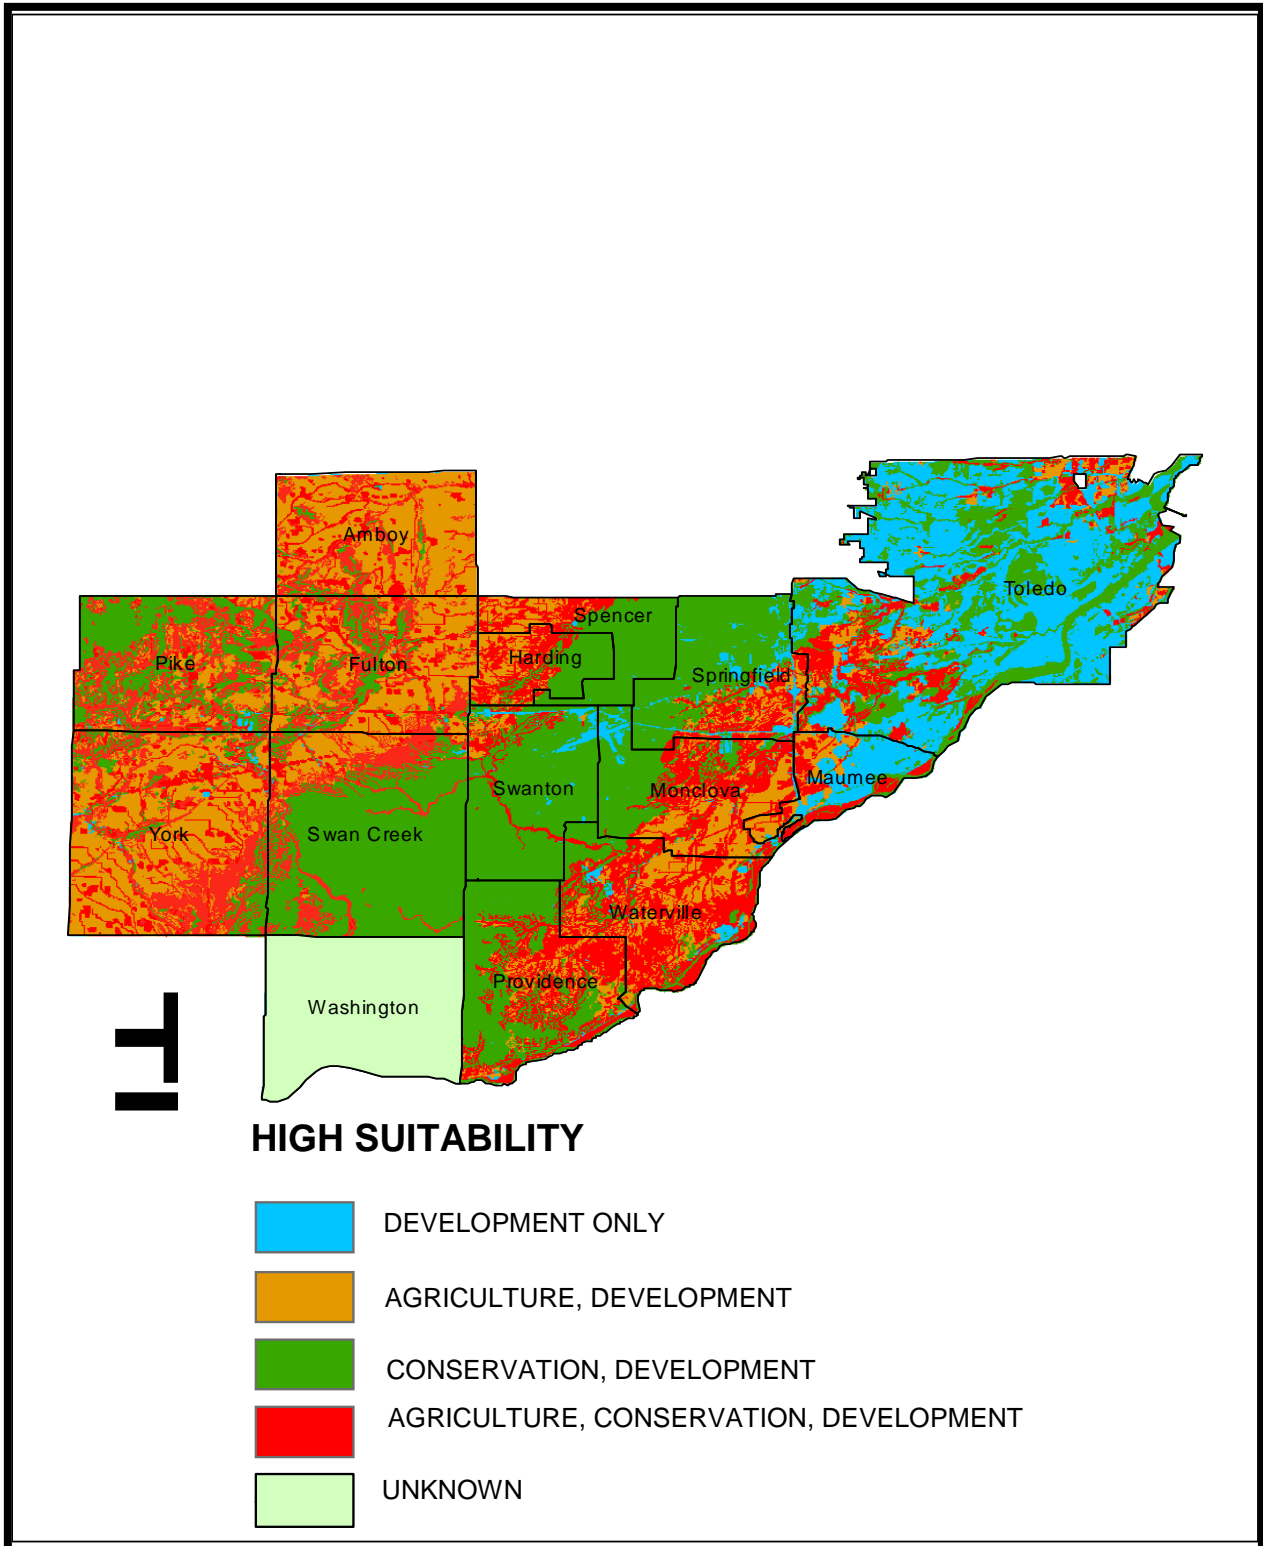 Amboy
Toledo
Spencer
Harding
Pike
Fulton
Springfield
Maumee
Swanton
Monclova
York
Swan Creek
Waterville
Providence
Washington
HIGH SUITABILITY
DEVELOPMENT ONLY
AGRICULTURE, DEVELOPMENT
CONSERVATION, DEVELOPMENT
AGRICULTURE, CONSERVATION, DEVELOPMENT
UNKNOWN